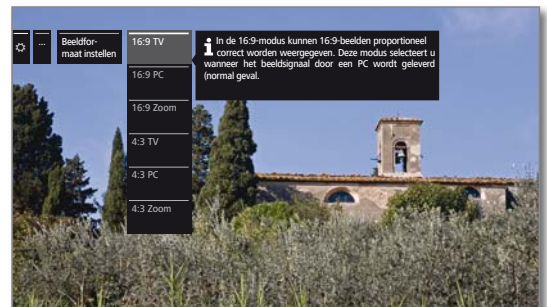 ...
Beeldfor-
maat instellen
16:9 TV
16:9 PC
16:9 Zoom
4:3 TV
4:3 PC
4:3 Zoom
In de 16:9-modus kunnen 16:9-beelden proportioneel
correct worden weergegeven. Deze modus selecteert u
wanneer het beeldsignaal door een PC wordt geleverd
(normal geval.